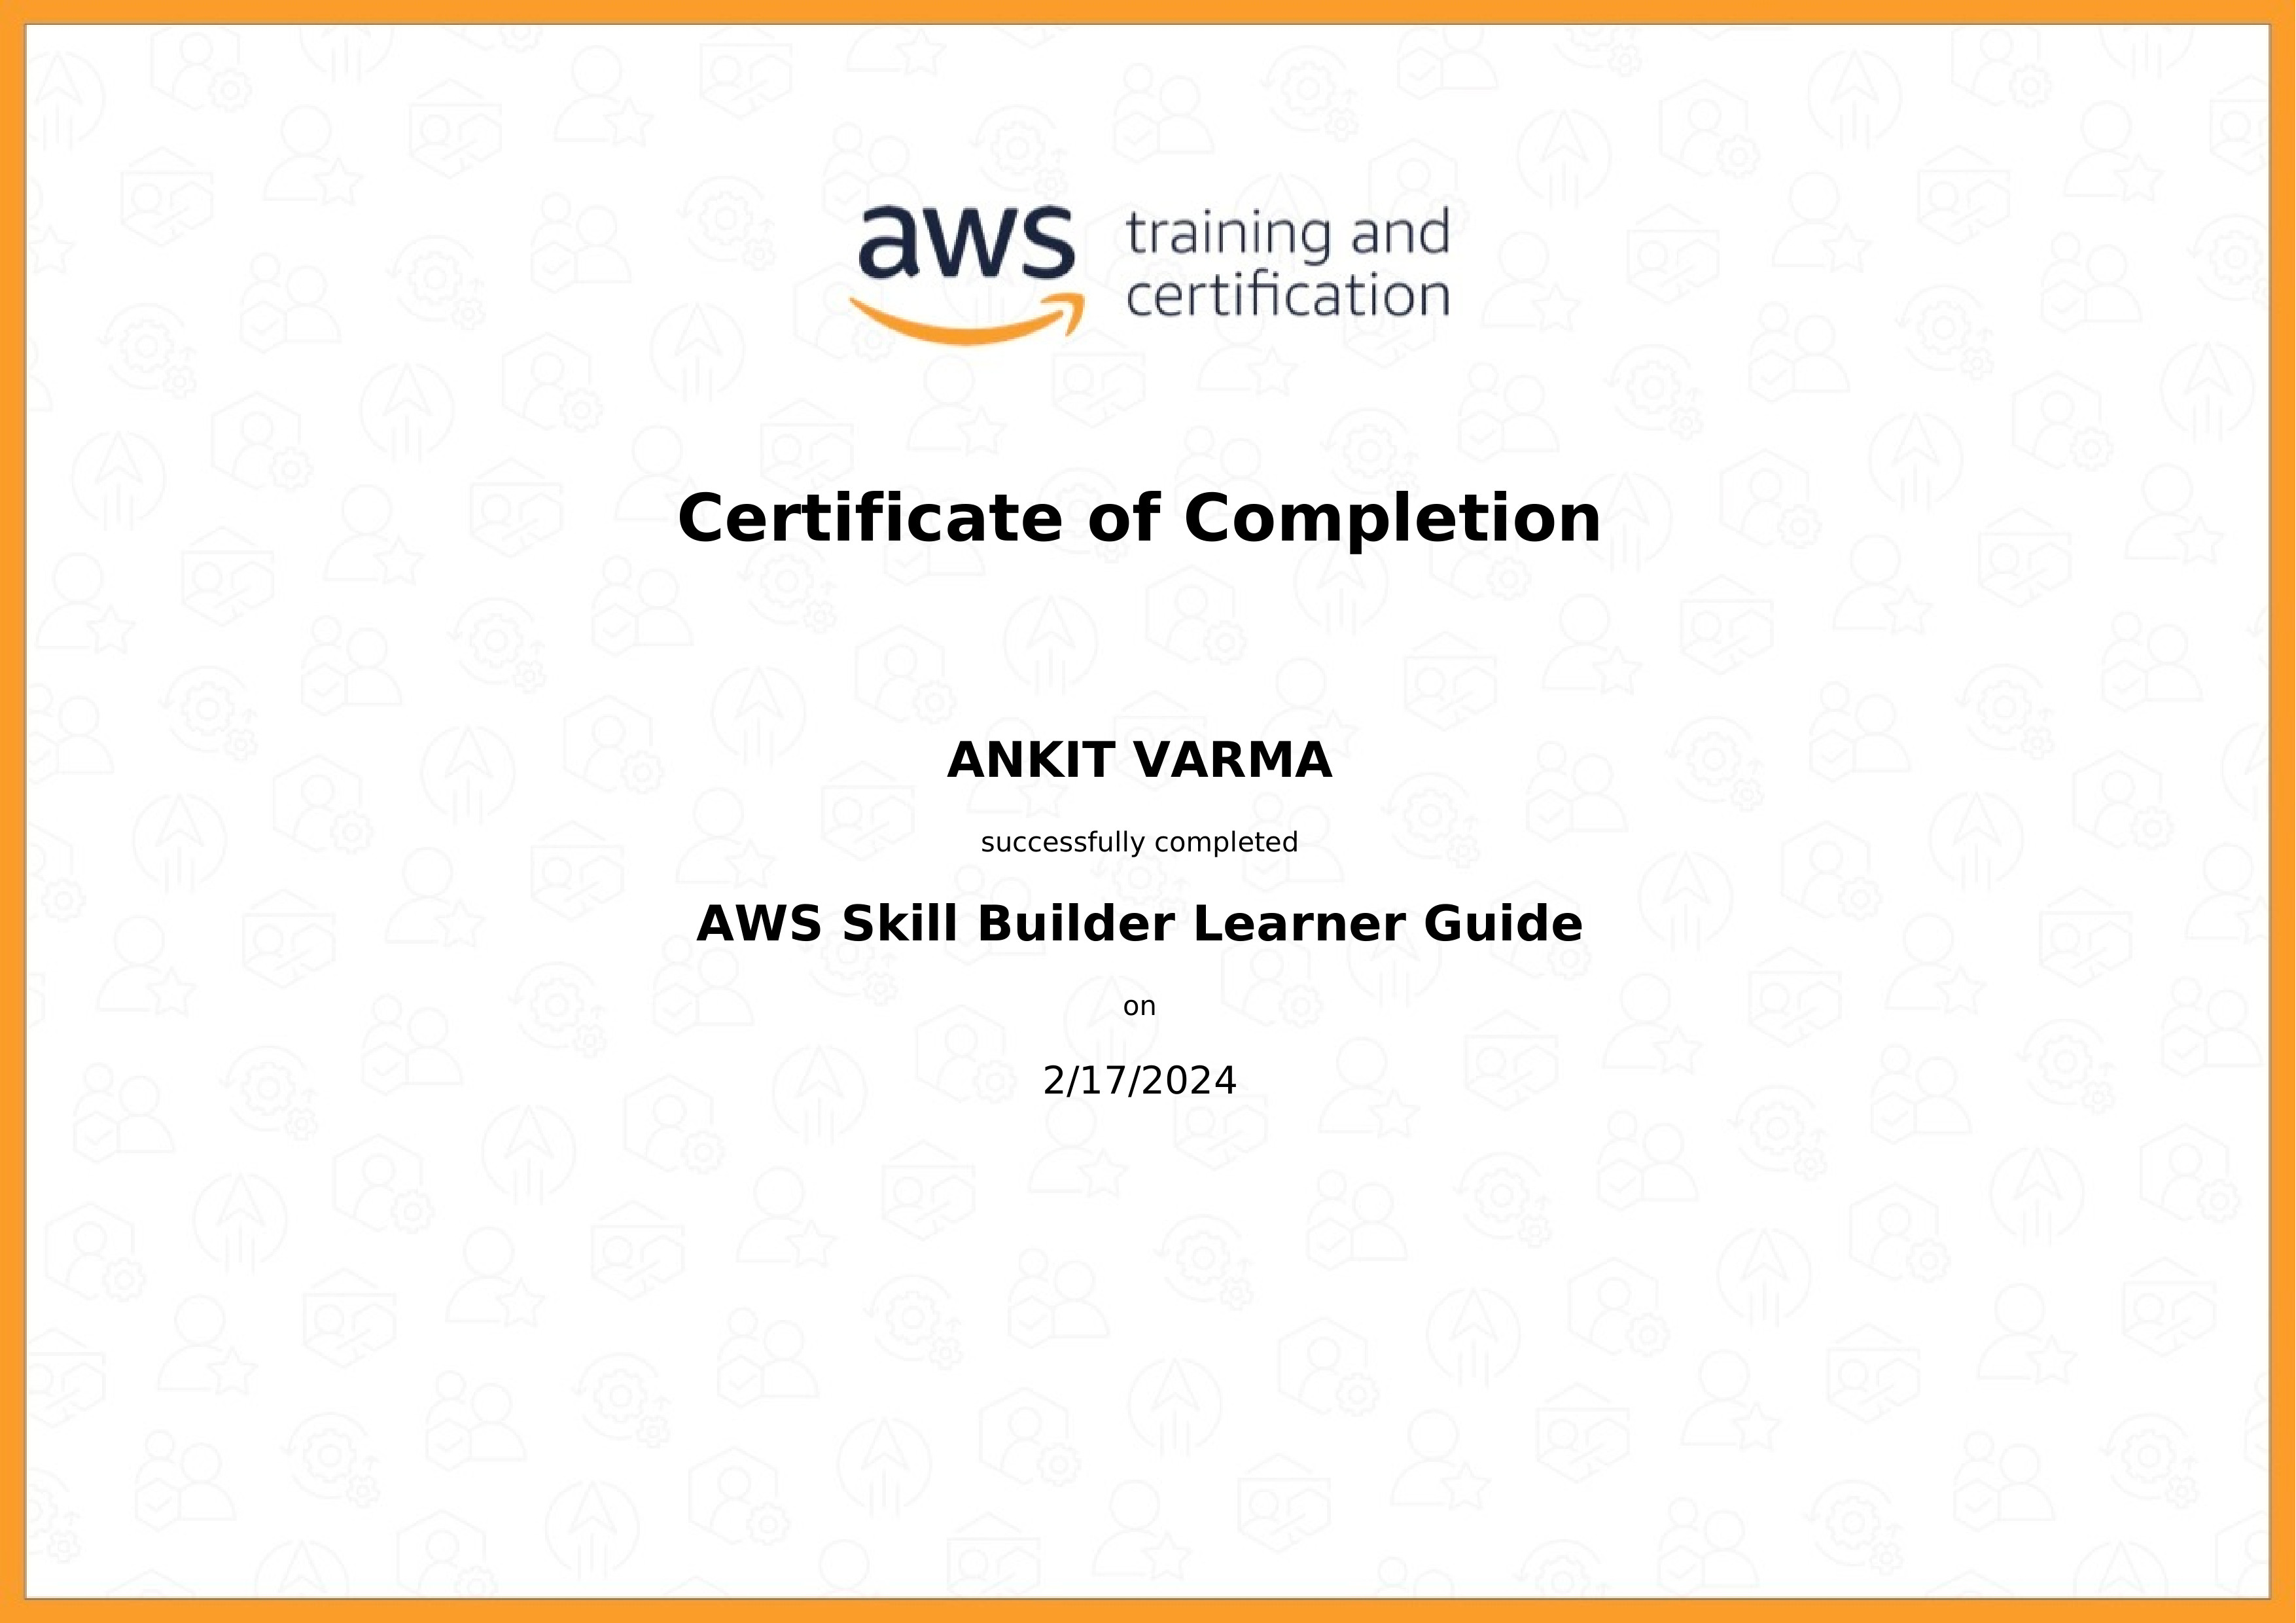 aws training and
certification
Certificate of Completion
ANKIT VARMA
successfully completed
AWS Skill Builder Learner Guide
on
2/17/2024